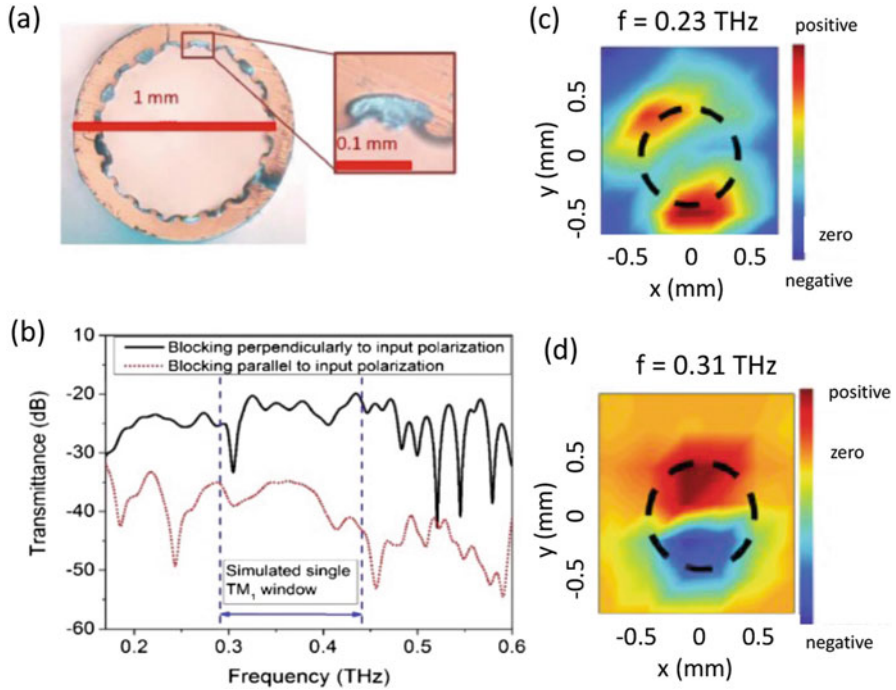 (a)
1 mm
0.1 mm
(b)
10
0
-10
-20
-30
-40
-50
-60
Transmittance (dB)
Blocking perpendicularly to input polarization
Blocking parallel to input polarization
Simulated single
TM₁ window
0.2 0.3 0.4 0.5 0.6
Frequency (THz)
(c)
f = 0.23 THz
positive
zero
negative
0.5
0
-0.5
y (mm)
-0.5 0 0.5
x (mm)
(d)
f = 0.31 THz
positive
zero
negative
0.5
0
-0.5
y (mm)
-0.5 0 0.5
x (mm)